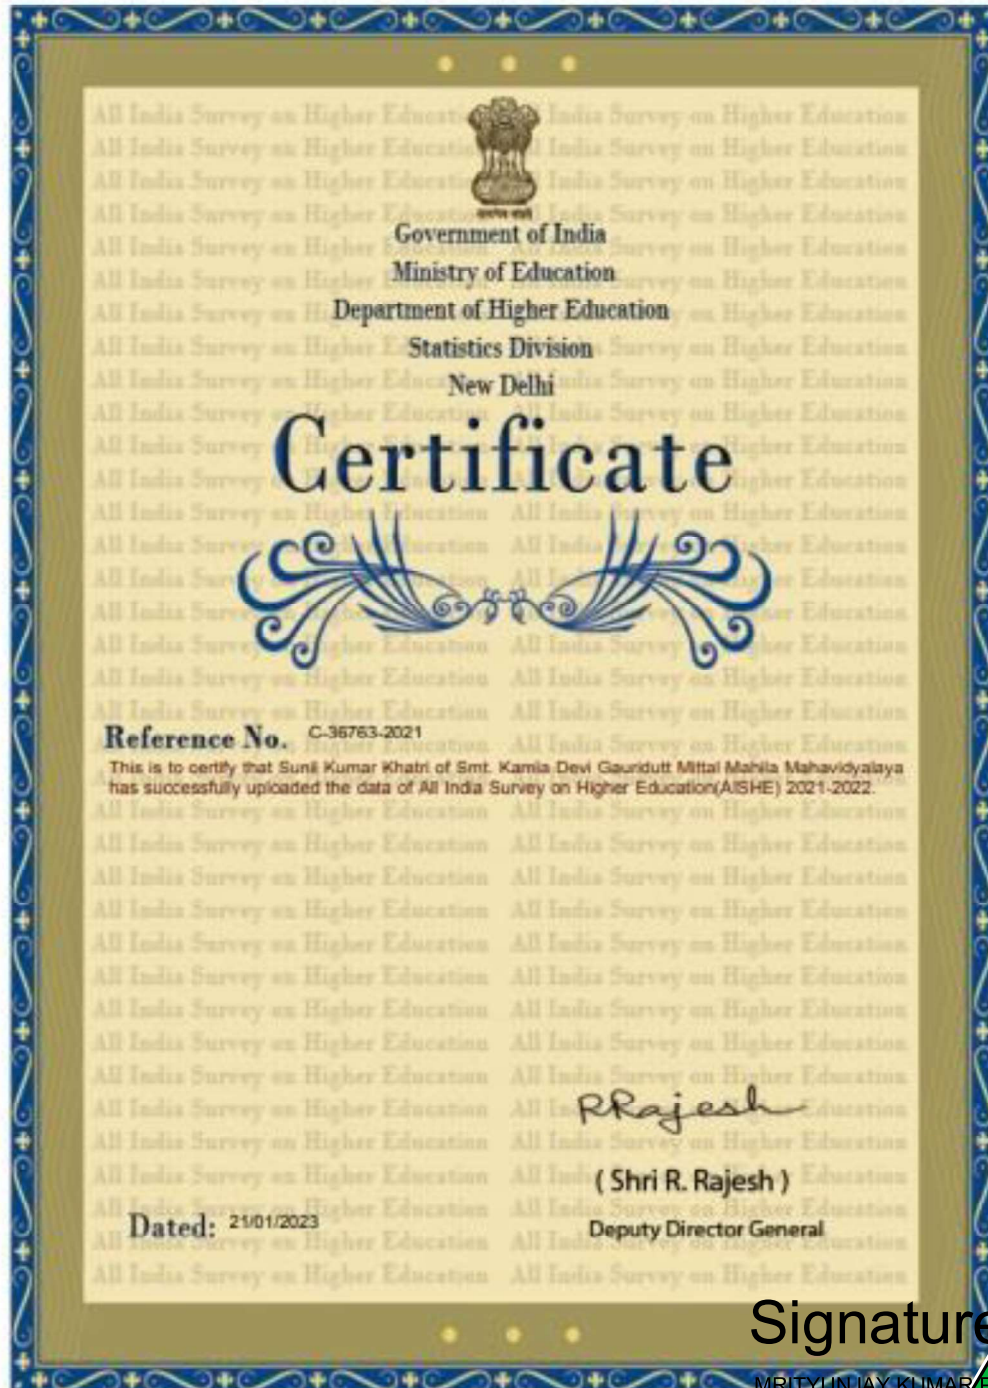 Government of India
Ministry of Education
Department of Higher Education
Statistics Division
New Delhi
Certificate
Reference No. C-36763-2021
This is to certify that Sunil Kumar Khatri of Smt. Kamla Devi Gauridutt Mittal Mahila Mahavidyalaya
has successfully uploaded the data of All India Survey on Higher Education(AISHE) 2021-2022.
RRajesh
( Shri R. Rajesh )
Dated: 21/01/2023
Deputy Director General
Signature
MRITYUNJAY KUMAR